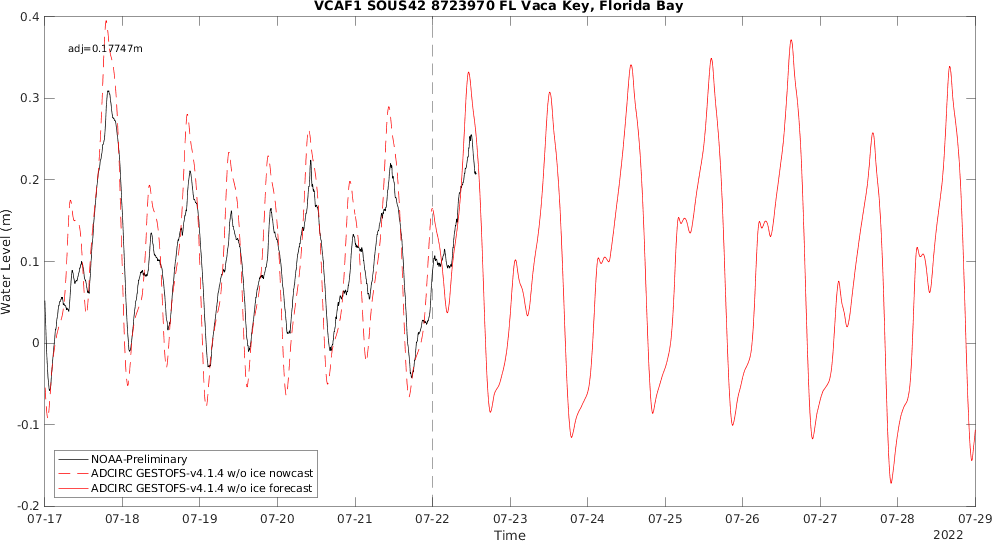 VCAF1 SOUS42 8723970 FL Vaca Key, Florida Bay
adj=0.17747m
0.4
0.3
0.2
0.1
0
-0.1
-0.2
Water Level (m)
NOAA-Preliminary
ADCIRC GESTOFS-v4.1.4 w/o ice nowcast
ADCIRC GESTOFS-v4.1.4 w/o ice forecast
07-17 07-18 07-19 07-20 07-21 07-22 07-23 07-24 07-25 07-26 07-27 07-28 07-29
Time
2022